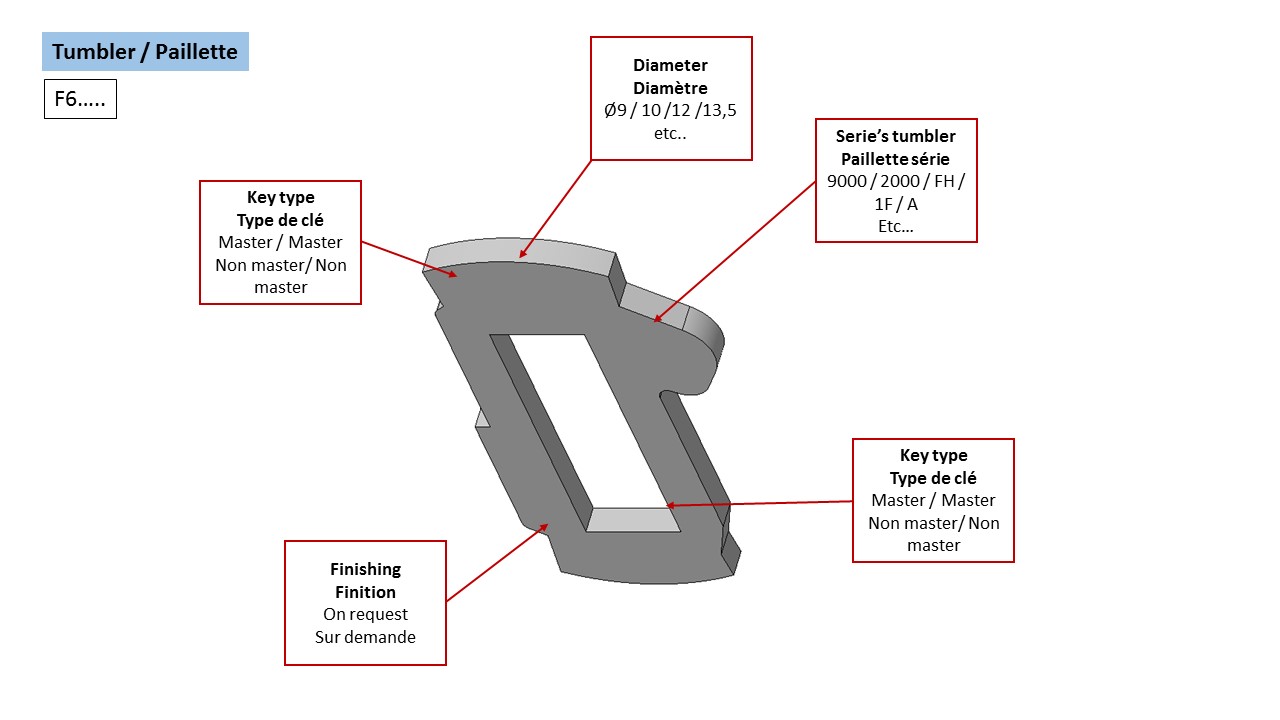 Tumbler / Paillette
F6.....
Diameter
Diamètre
Ø9 / 10 /12 /13,5
etc..
Serie’s tumbler
Paillette série
9000 / 2000 / FH /
1F / A
Etc...
Key type
Type de clé
Master / Master
Non master/ Non
master
Key type
Type de clé
Master / Master
Non master/ Non
master
Finishing
Finition
On request
Sur demande